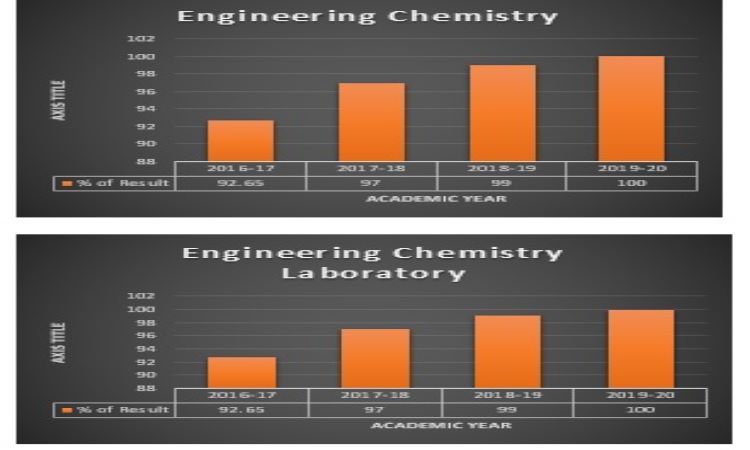 Engineering Chemistry
102
100
98
96
94
92
90
88
AXIS TITLE
2016-17 2017-18 2018-19 2019-20
% of Result 92.65 97 99 100
ACADEMIC YEAR
Engineering Chemistry
Laboratory
102
100
98
96
94
92
90
88
AXIS TITLE
2016-17 2017-18 2018-19 2019-20
% of Result 92.65 97 99 100
ACADEMIC YEAR